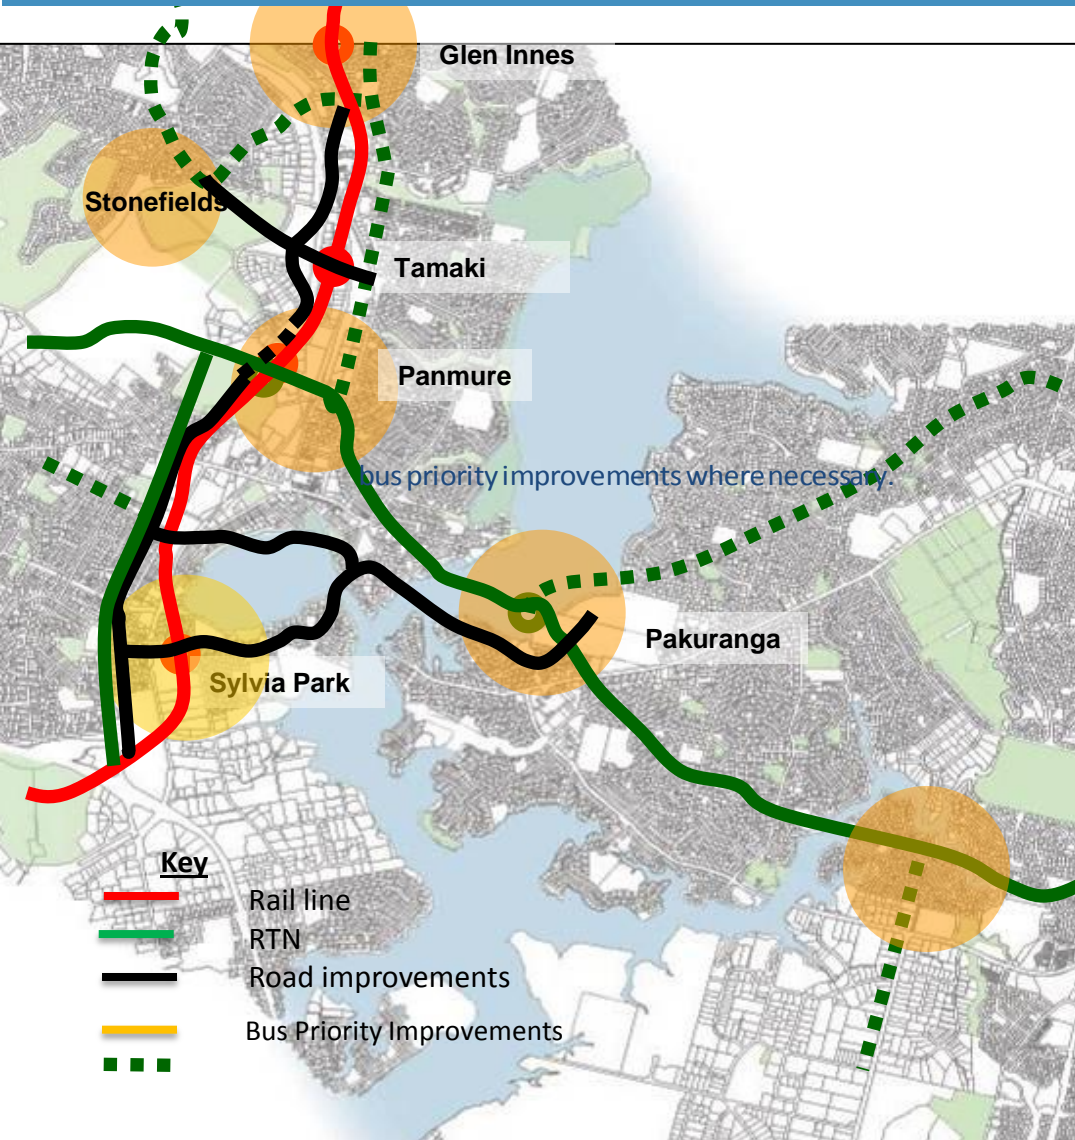 Glen Innes
Stonefields
Tamaki
Panmure
bus priority improvements where necessary.
Pakuranga
Sylvia Park
Key
Rail line
RTN
Road improvements
Bus Priority Improvements